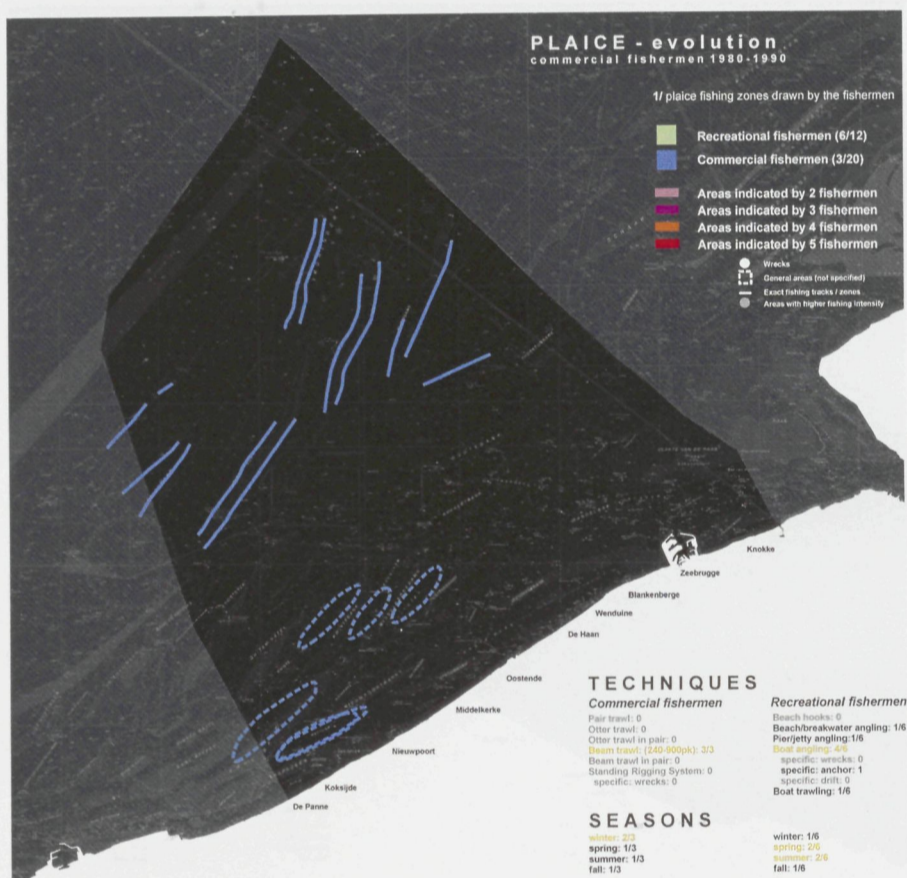 PLAICE - evolution
commercial fishermen 1980-1990
1/ plaice fishing zones drawn by the fishermen
Recreational fishermen (6/12)
Commercial fishermen (3/20)
Areas indicated by 2 fishermen
Areas indicated by 3 fishermen
Areas indicated by 4 fishermen
Areas indicated by 5 fishermen
Wrecks
General areas (not specified)
Exact fishing tracks / zones
Areas with higher fishing intensity
Knokke
Zeebrugge
Blankenberge
Wenduine
De Haan
Oostende
Middelkerke
Nieuwpoort
Koksijde
De Panne
TECHNIQUES
Commercial fishermen
Pair trawl: 0
Otter trawl: 0
Otter trawl in pair: 0
Beam trawl: (240-900pk): 3/3
Beam trawl in pair: 0
Standing Rigging System: 0
specific: wrecks: 0
Recreational fishermen
Beach hooks: 0
Beach/breakwater angling: 1/6
Pier/jetty angling:1/6
Boat angling: 4/6
specific: wrecks: 0
specific: anchor: 1
specific: drift: 0
Boat trawling: 1/6
SEASONS
winter: 2/3
spring: 1/3
summer: 1/3
fall: 1/3
winter: 1/6
spring: 2/6
summer: 2/6
fall: 1/6